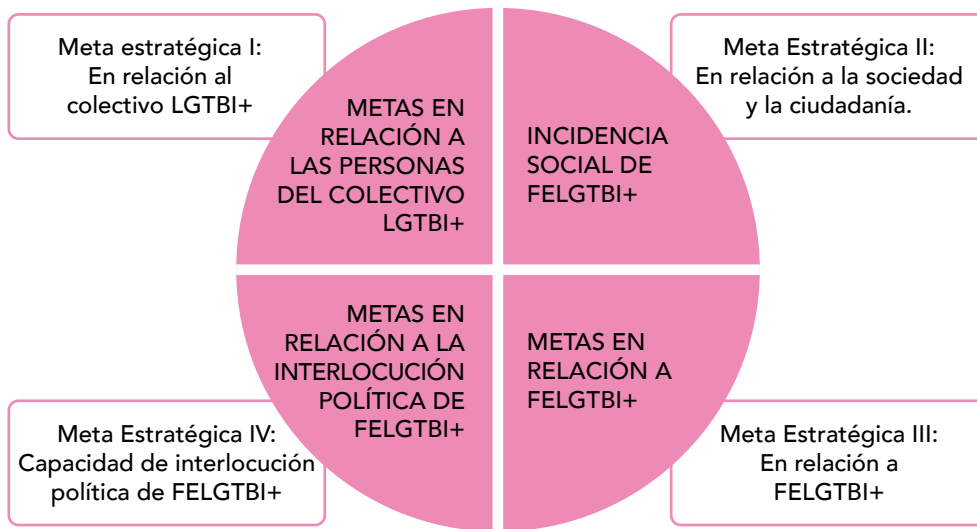 Meta estratégica I:
En relación al
colectivo LGTBI+
METAS EN
RELACIÓN A
LAS PERSONAS
DEL COLECTIVO
LGTBI+
INCIDENCIA
SOCIAL DE
FELGTBI+
Meta Estratégica II:
En relación a la sociedad
y la ciudadanía.
Meta Estratégica IV:
Capacidad de interlocución
política de FELGTBI+
METAS EN
RELACIÓN A LA
INTERLOCUCIÓN
POLÍTICA DE
FELGTBI+
METAS EN
RELACIÓN A
FELGTBI+
Meta Estratégica III:
En relación a
FELGTBI+